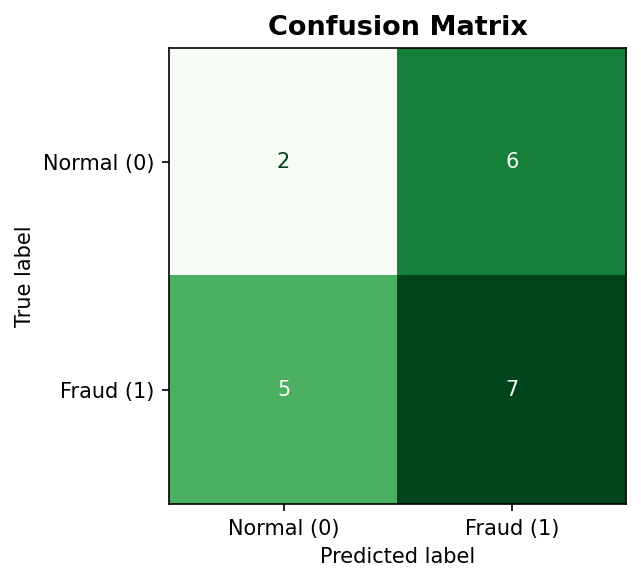 Confusion Matrix
Normal (0)
2
6
True label
Fraud (1)
5
7
Normal (0)
Fraud (1)
Predicted label